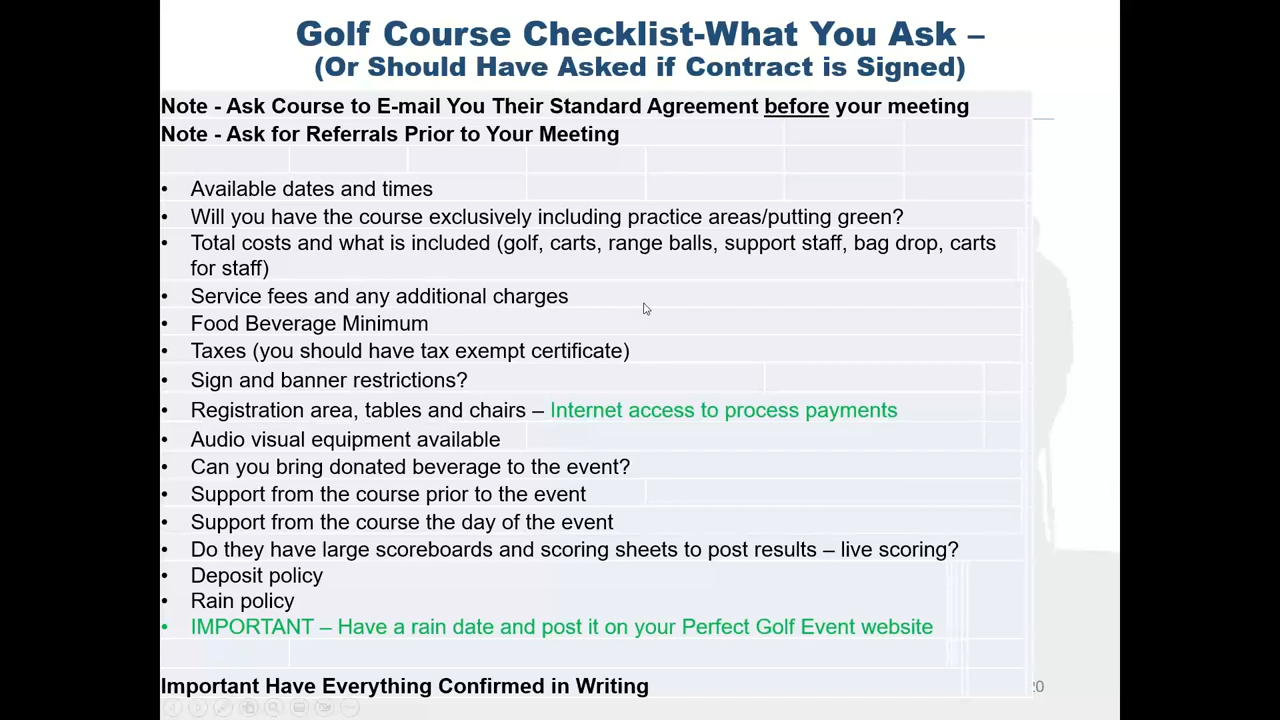 Golf Course Checklist-What You Ask –
(Or Should Have Asked if Contract is Signed)
Note - Ask Course to E-mail You Their Standard Agreement before your meeting
Note - Ask for Referrals Prior to Your Meeting
• Available dates and times
• Will you have the course exclusively including practice areas/putting green?
• Total costs and what is included (golf, carts, range balls, support staff, bag drop, carts
for staff)
• Service fees and any additional charges
• Food Beverage Minimum
• Taxes (you should have tax exempt certificate)
• Sign and banner restrictions?
• Registration area, tables and chairs – Internet access to process payments
• Audio visual equipment available
• Can you bring donated beverage to the event?
• Support from the course prior to the event
• Support from the course the day of the event
• Do they have large scoreboards and scoring sheets to post results – live scoring?
• Deposit policy
• Rain policy
• IMPORTANT – Have a rain date and post it on your Perfect Golf Event website
Important Have Everything Confirmed in Writing
20